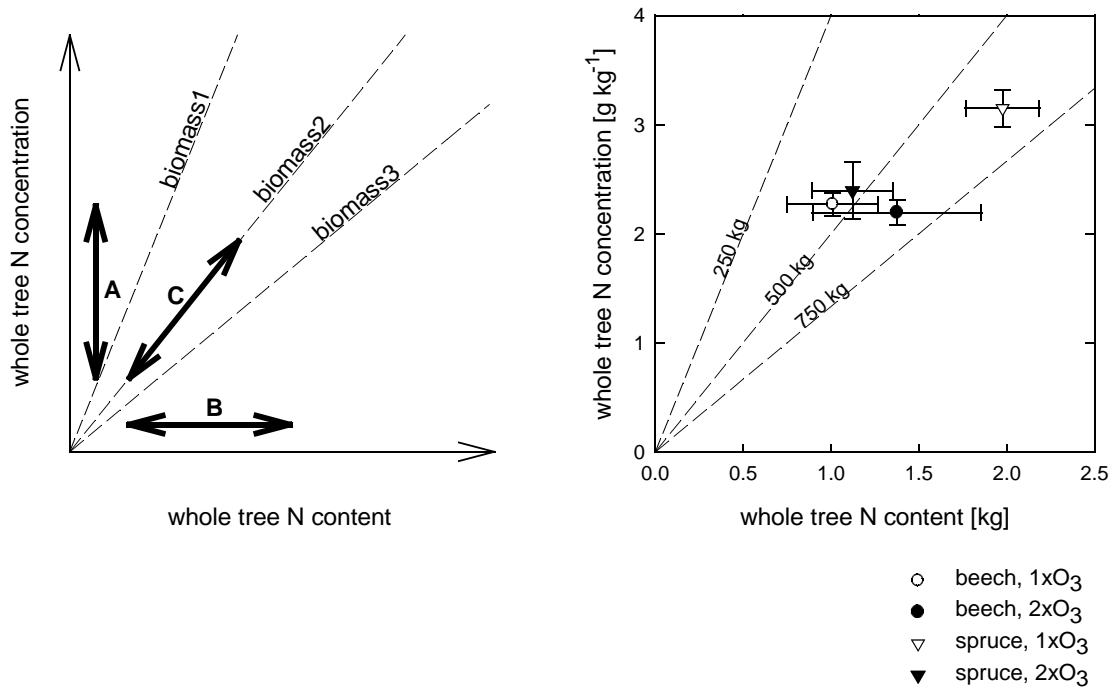 whole tree N concentration
biomass1
biomass2
biomass3
A
C
B
whole tree N content
whole tree N concentration [g kg-1]
4
3
2
1
0
250 kg
500 kg
750 kg
0.0 0.5 1.0 1.5 2.0 2.5
whole tree N content [kg]
beech, 1xO3
beech, 2xO3
spruce, 1xO3
spruce, 2xO3